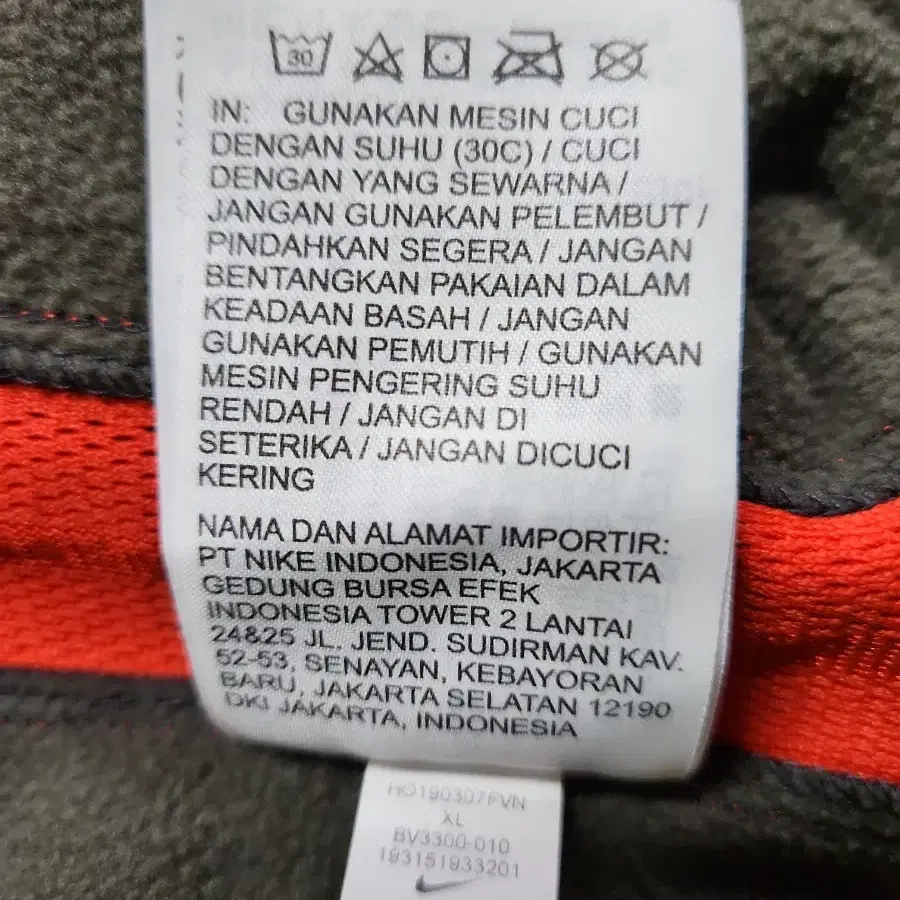 30
IN: GUNAKAN MESIN CUCI
DENGAN SUHU (30C) / CUCI
DENGAN YANG SEWARNA /
JANGAN GUNAKAN PELEMBUT /
PINDAHKAN SEGERA / JANGAN
BENTANGKAN PAKAIAN DALAM
KEADAAN BASAH / JANGAN
GUNAKAN PEMUTIH / GUNAKAN
MESIN PENGERING SUHU
RENDAH / JANGAN DI
SETERIKA / JANGAN DICUCI
KERING
NAMA DAN ALAMAT IMPORTIR:
PT NIKE INDONESIA, JAKARTA
GEDUNG BURSA EFEK
INDONESIA TOWER 2 LANTAI
24&25 JL. JEND. SUDIRMAN KAV.
52-53, SENAYAN, KEBAYORAN
BARU, JAKARTA SELATAN 12190
DKI JAKARTA, INDONESIA
HO190307FVN
XL
BV3300-010
193151933201